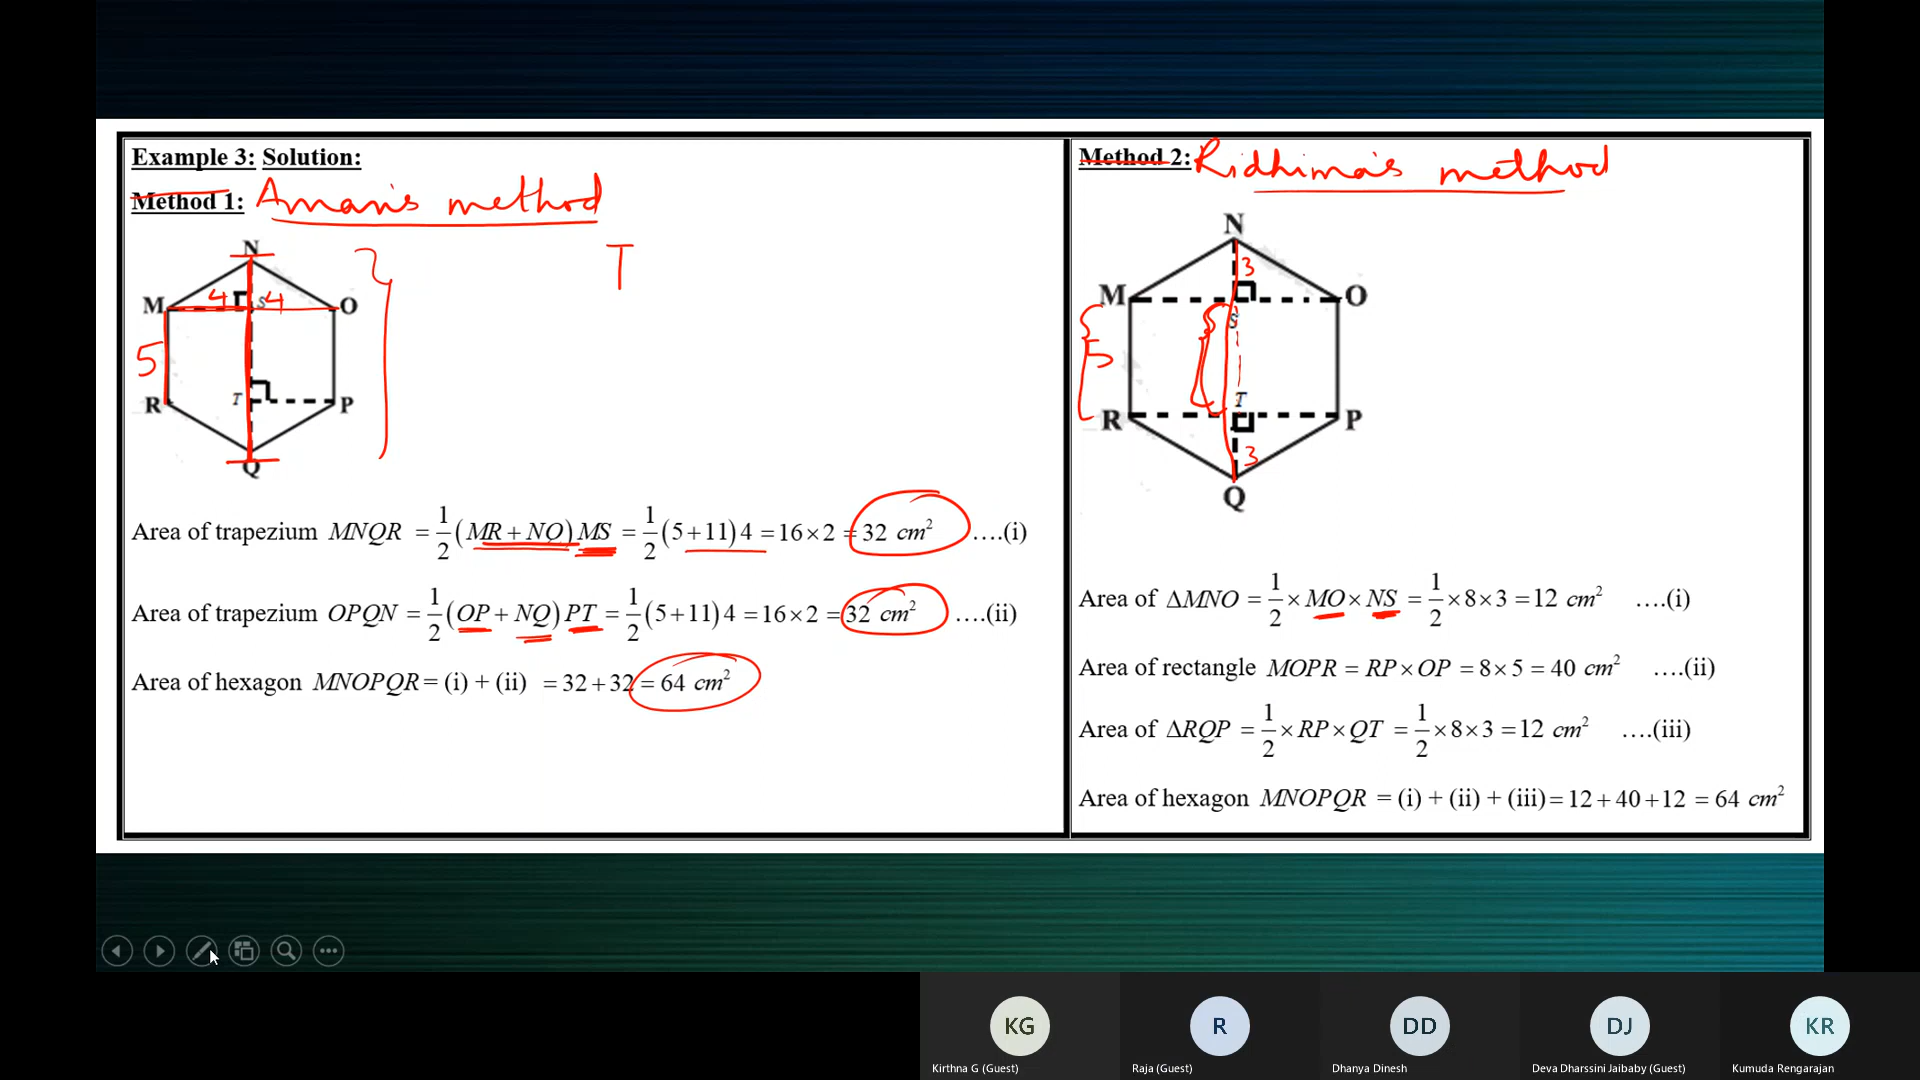 Example 3: Solution:
Method 1: Aman's method
T
N
M 4 S 4 O
5
R T P
Q
Area of trapezium MNQR = 1/2 (MR + NQ) MS = 1/2 (5+11) 4 = 16×2 = 32 cm² ….(i)
Area of trapezium OPQN = 1/2 (OP + NQ) PT = 1/2 (5+11) 4 = 16×2 = 32 cm² ….(ii)
Area of hexagon MNOPQR = (i) + (ii) = 32+32 = 64 cm²
Method 2: Ridhima's method
N
3
M O
S
5
T
R P
3
Q
Area of ΔMNO = 1/2 × MO × NS = 1/2 ×8×3 = 12 cm² ….(i)
Area of rectangle MOPR = RP × OP = 8×5 = 40 cm² ….(ii)
Area of ΔRQP = 1/2 × RP × QT = 1/2 ×8×3 = 12 cm² ….(iii)
Area of hexagon MNOPQR = (i) + (ii) + (iii) = 12+40+12 = 64 cm²
KG R DD DJ KR
Kirthna G (Guest) Raja (Guest) Dhanya Dinesh Deva Dharssini Jaibaby (Guest) Kumuda Rengarajan